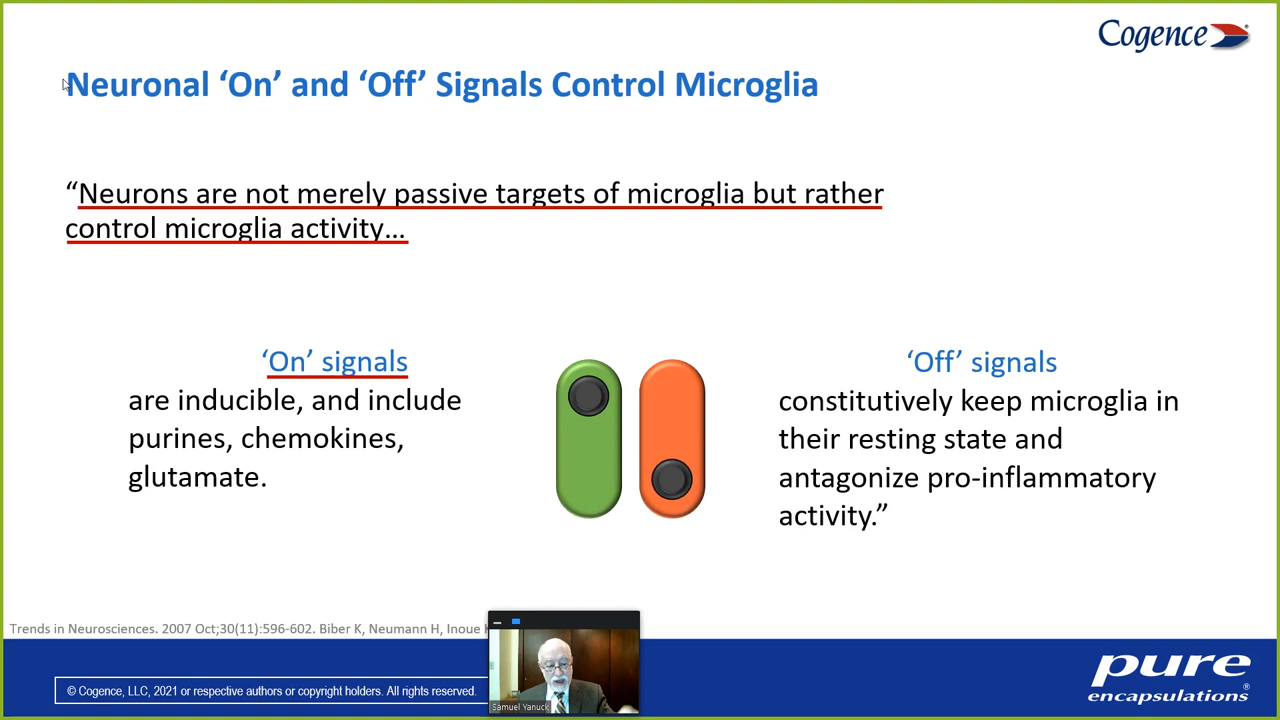 Cogence
Neuronal ‘On’ and ‘Off’ Signals Control Microglia
“Neurons are not merely passive targets of microglia but rather
control microglia activity…
‘On’ signals
are inducible, and include
purines, chemokines,
glutamate.
‘Off’ signals
constitutively keep microglia in
their resting state and
antagonize pro-inflammatory
activity.”
Trends in Neurosciences. 2007 Oct;30(11):596-602. Biber K, Neumann H, Inoue
© Cogence, LLC, 2021 or respective authors or copyright holders. All rights reserved.
Samuel Yanuck
pure
encapsulations®